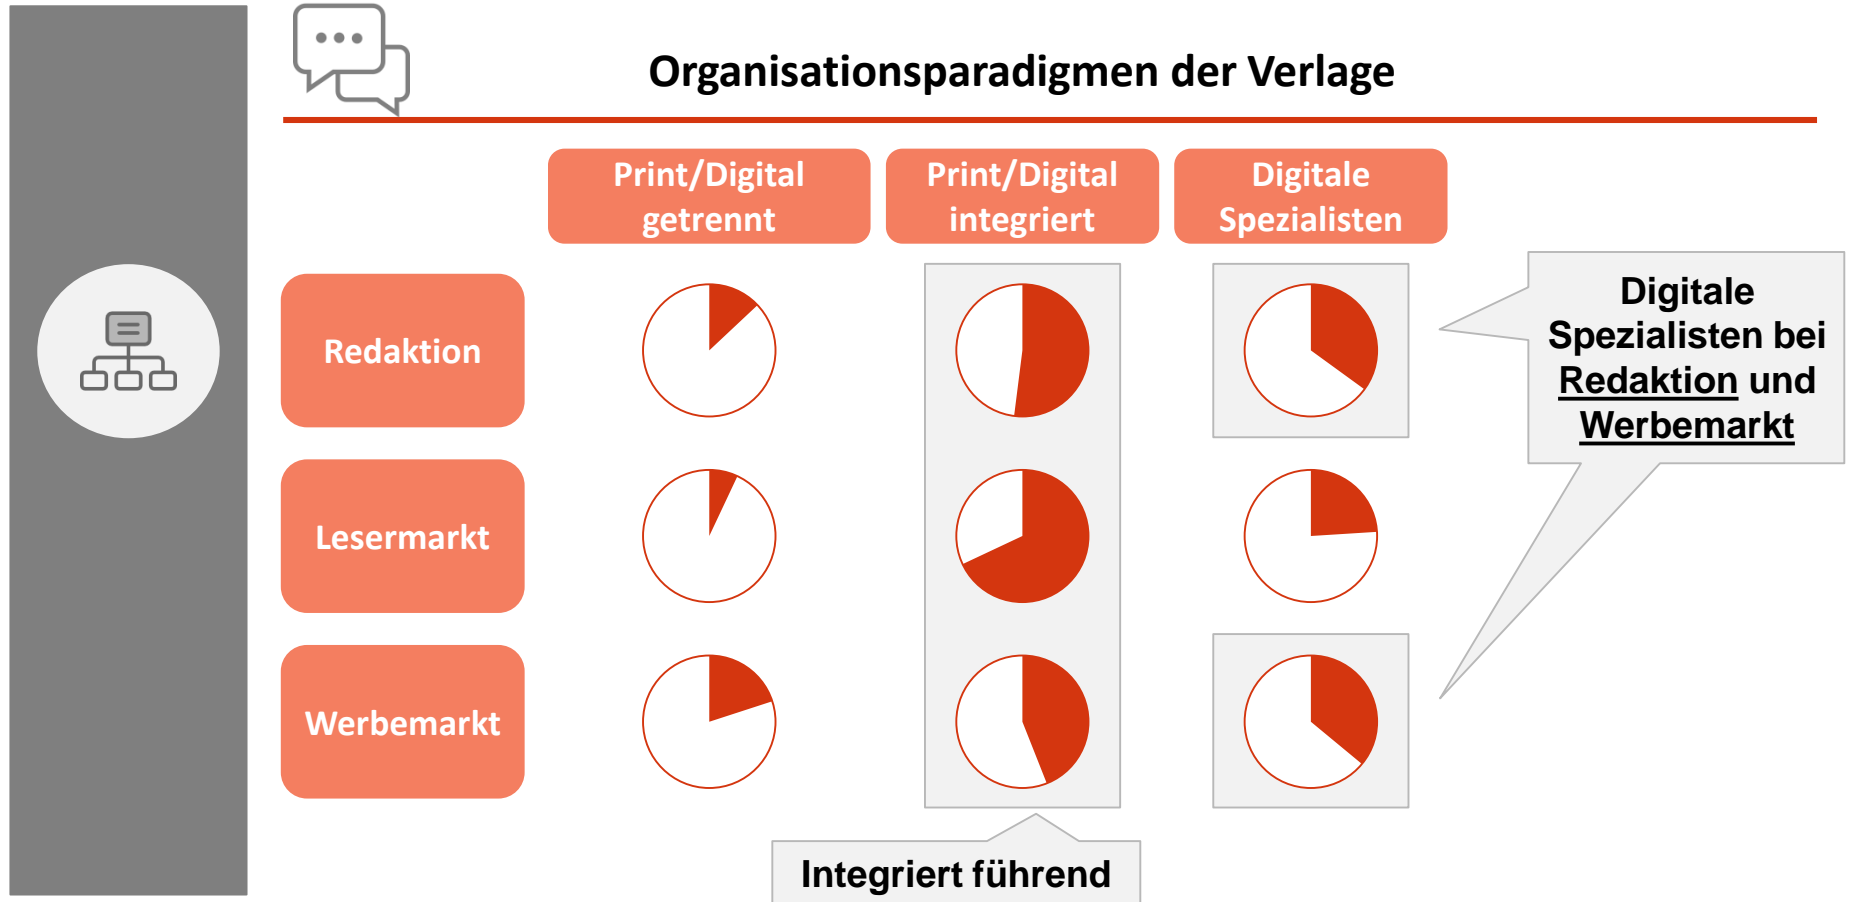 Organisationsparadigmen der Verlage
Print/Digital
getrennt
Print/Digital
integriert
Digitale
Spezialisten
Redaktion
Lesermarkt
Werbemarkt
Digitale
Spezialisten bei
Redaktion und
Werbemarkt
Integriert führend